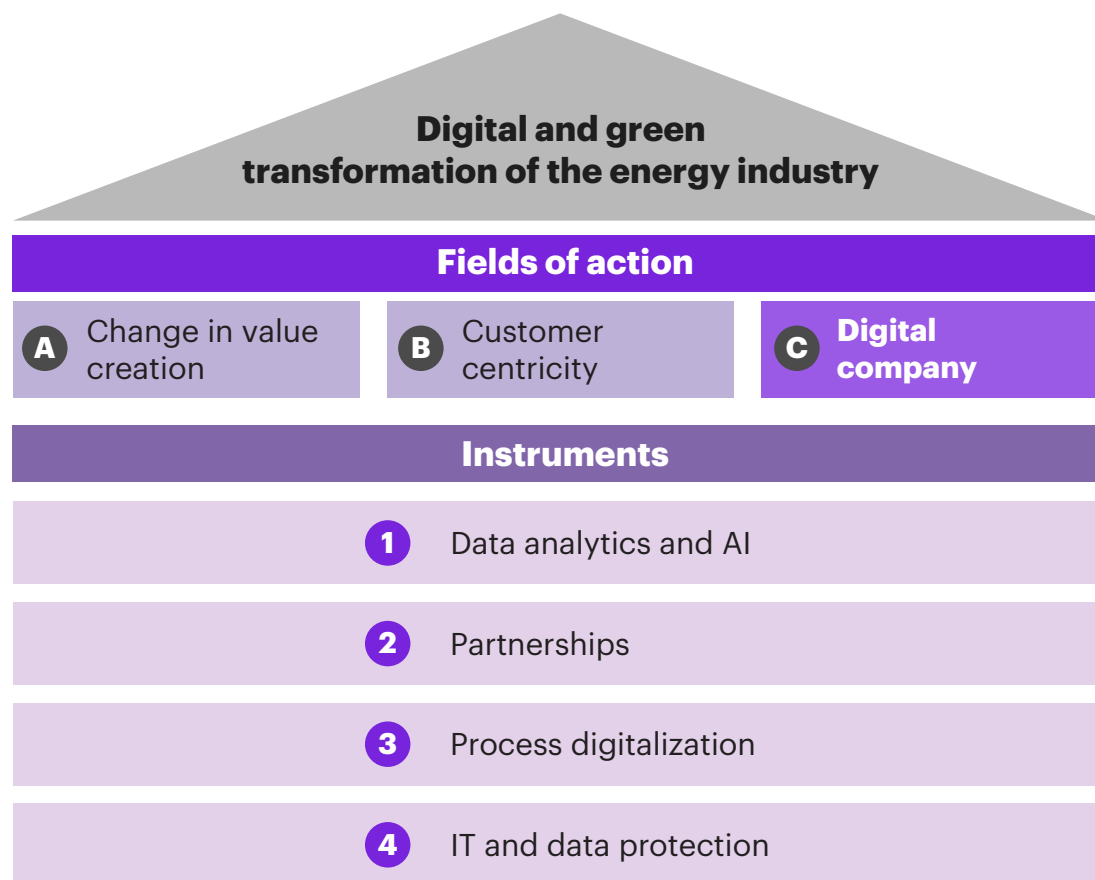 Digital and green
transformation of the energy industry
Fields of action
A Change in value
creation
B Customer
centricity
C Digital
company
Instruments
1 Data analytics and AI
2 Partnerships
3 Process digitalization
4 IT and data protection